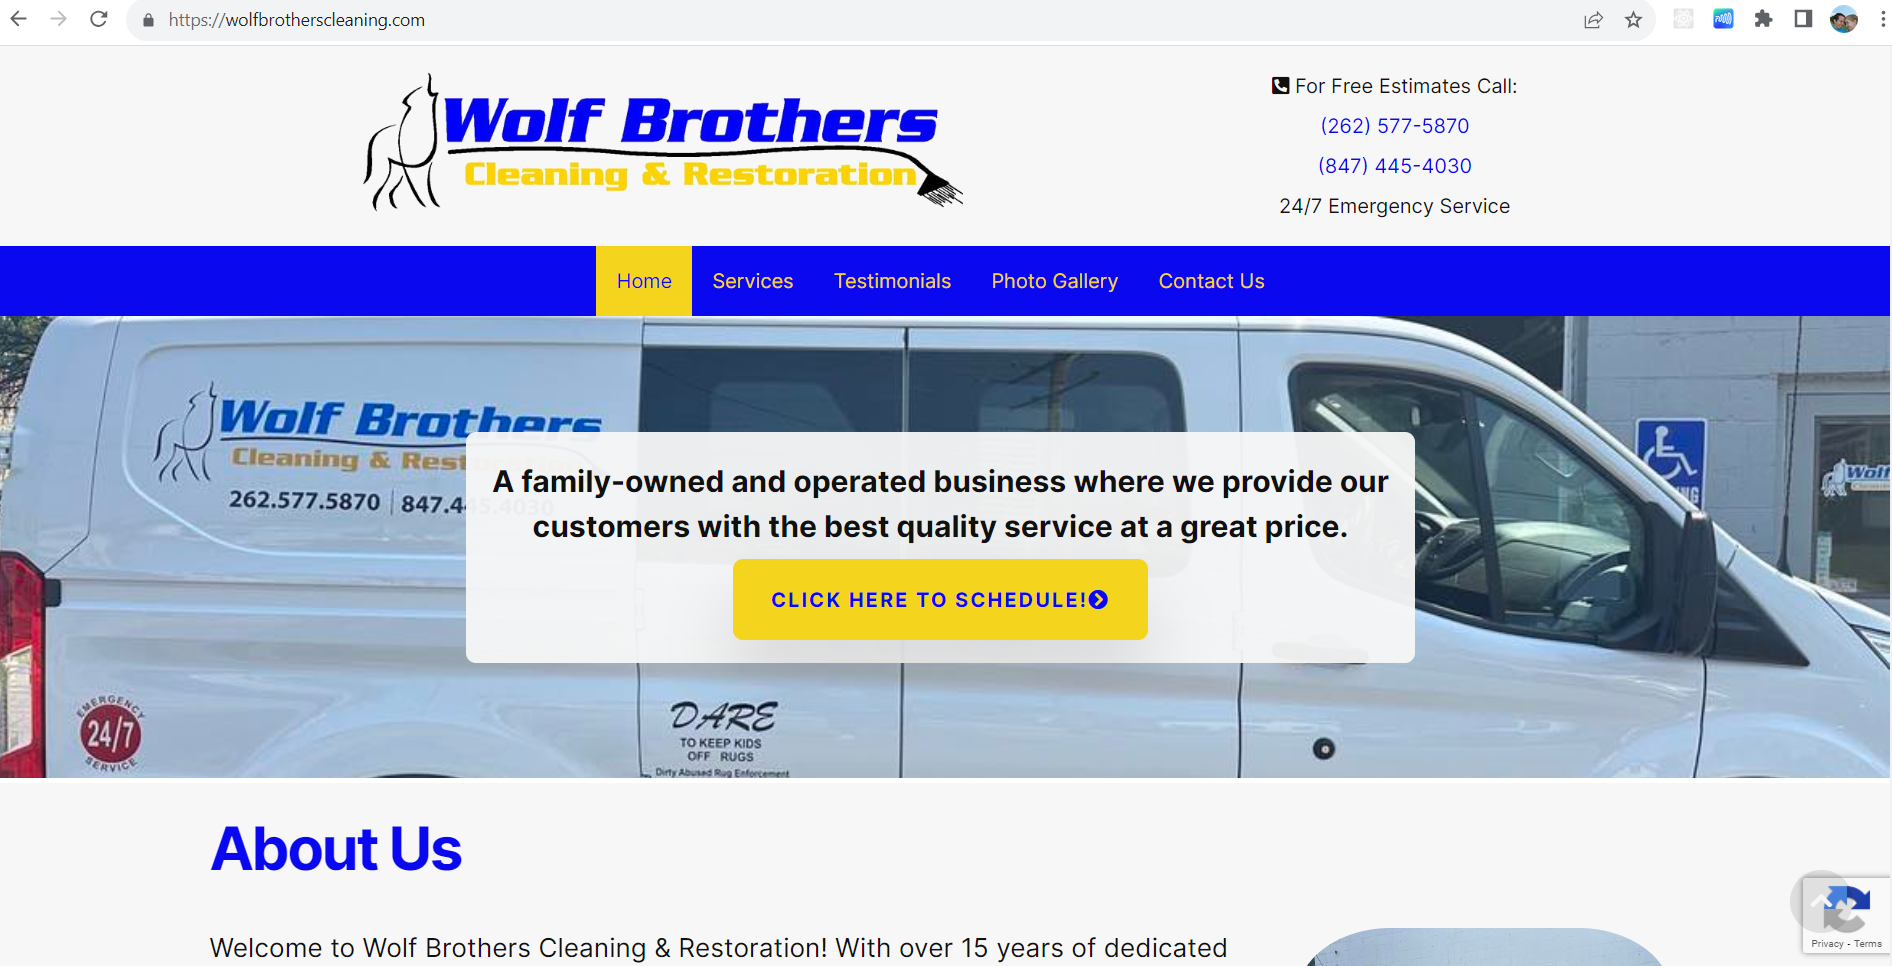 https://wolfbrotherscleaning.com
Wolf Brothers
Cleaning & Restoration
For Free Estimates Call:
(262) 577-5870
(847) 445-4030
24/7 Emergency Service
Home Services Testimonials Photo Gallery Contact Us
Wolf Brothers
Cleaning & Restoration
262.577.5870 | 847.445.4030
A family-owned and operated business where we provide our
customers with the best quality service at a great price.
CLICK HERE TO SCHEDULE!
EMERGENCY
24/7
SERVICE
DARE
TO KEEP KIDS
OFF RUGS
Dirty Abused Rug Enforcement
About Us
Welcome to Wolf Brothers Cleaning & Restoration! With over 15 years of dedicated
Privacy - Terms